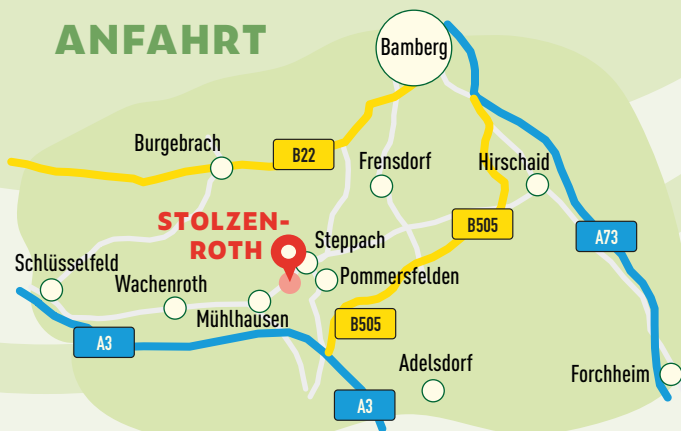 ANFAHRT
Bamberg
Burgebrach
B22
Frensdorf
Hirschaid
STOLZEN-
ROTH
Steppach
B505
A73
Schlüsselfeld
Wachenroth
Pommersfelden
Mühlhausen
B505
A3
Adelsdorf
Forchheim
A3